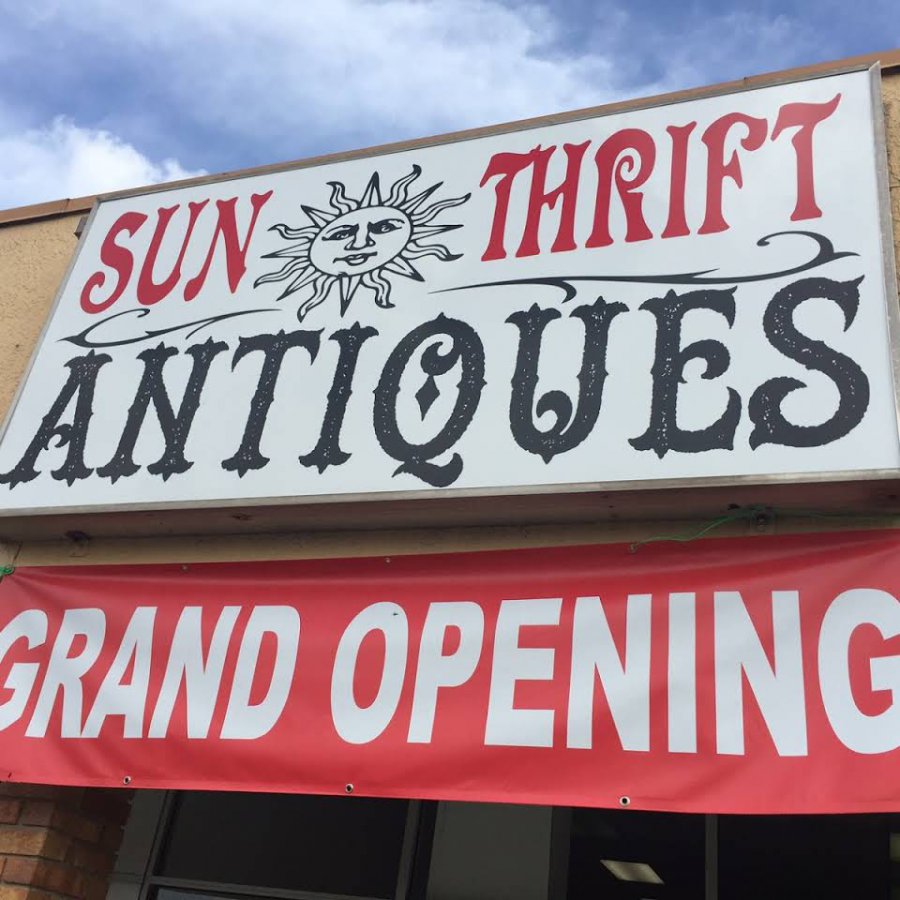 SUN THRIFT
ANTIQUES
GRAND OPENING